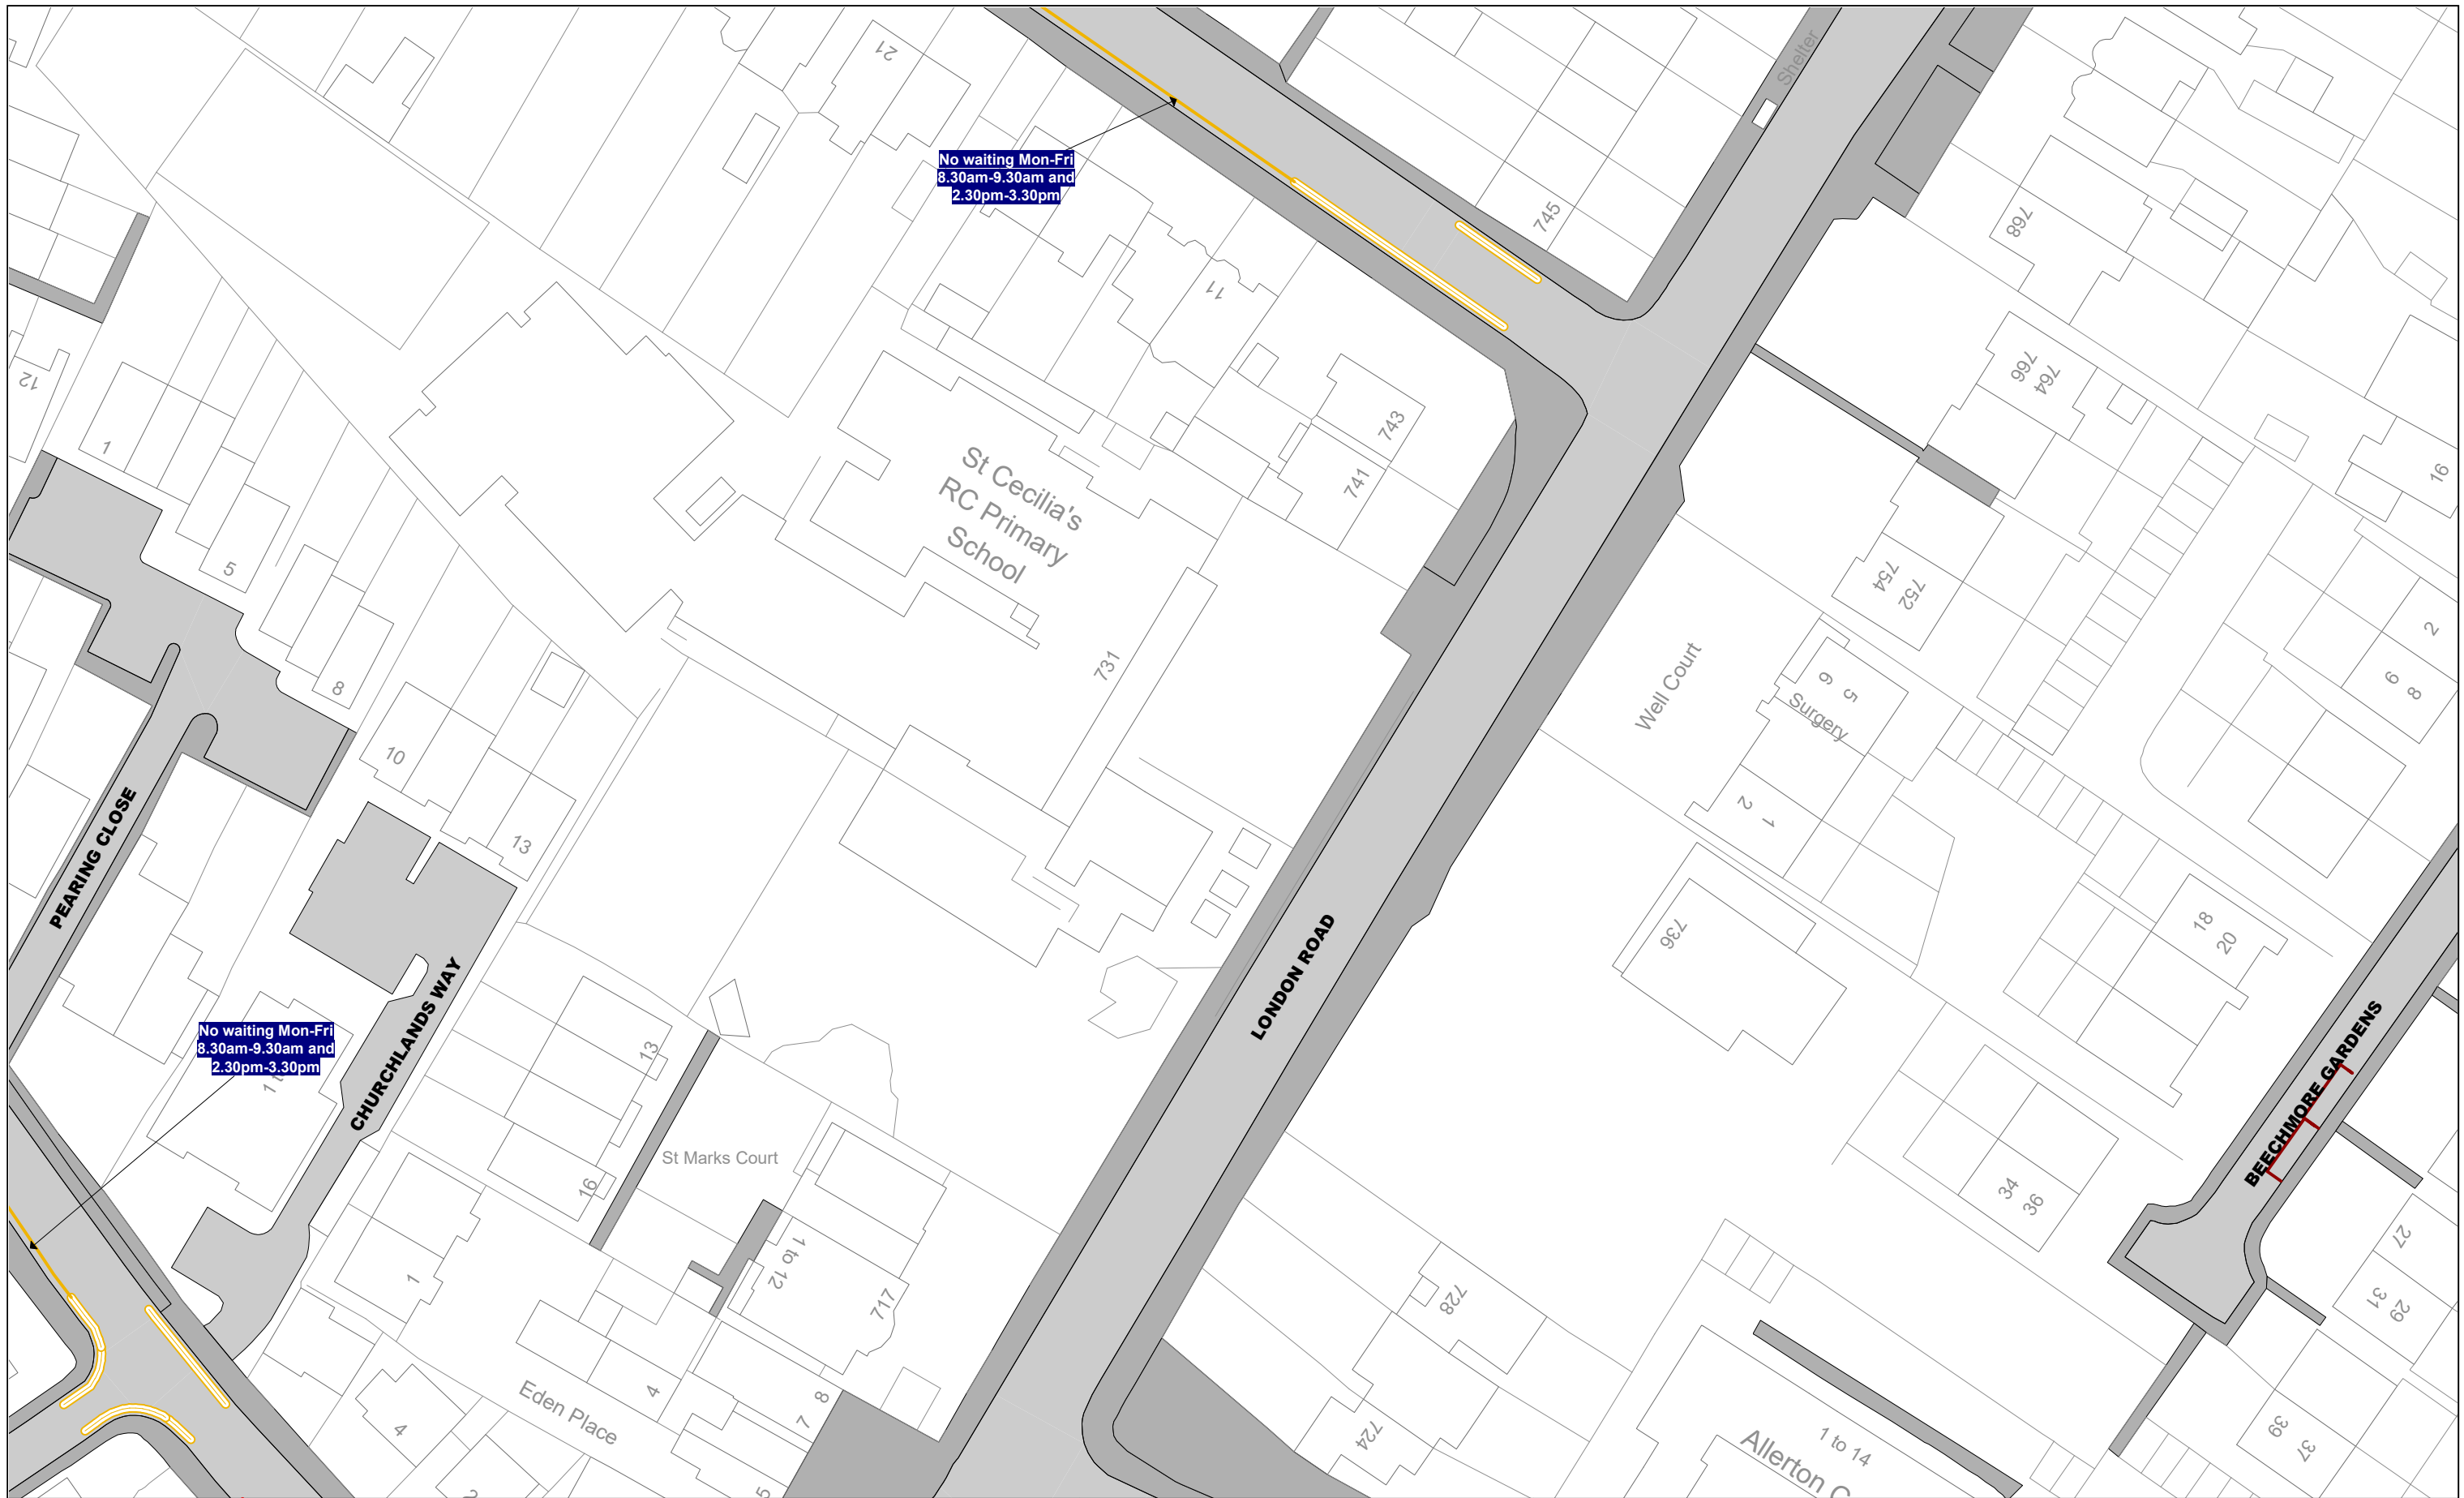 21
Shelter
No waiting Mon-Fri
8.30am-9.30am and
2.30pm-3.30pm
745
768
11
12
766
764
743
1
741
16
St Cecilia's
RC Primary
School
5
754
752
2
731
8
Well Court
6
5
9
8
Surgery
10
2
1
PEARING CLOSE
13
18
20
736
LONDON ROAD
CHURCHLANDS WAY
No waiting Mon-Fri
8.30am-9.30am and
2.30pm-3.30pm
13
BEECHMORE GARDENS
St Marks Court
16
34
36
27
1 to 12
1
717
728
31
29
Eden Place
4
8
7
4
724
1 to 14
39
37
5
2